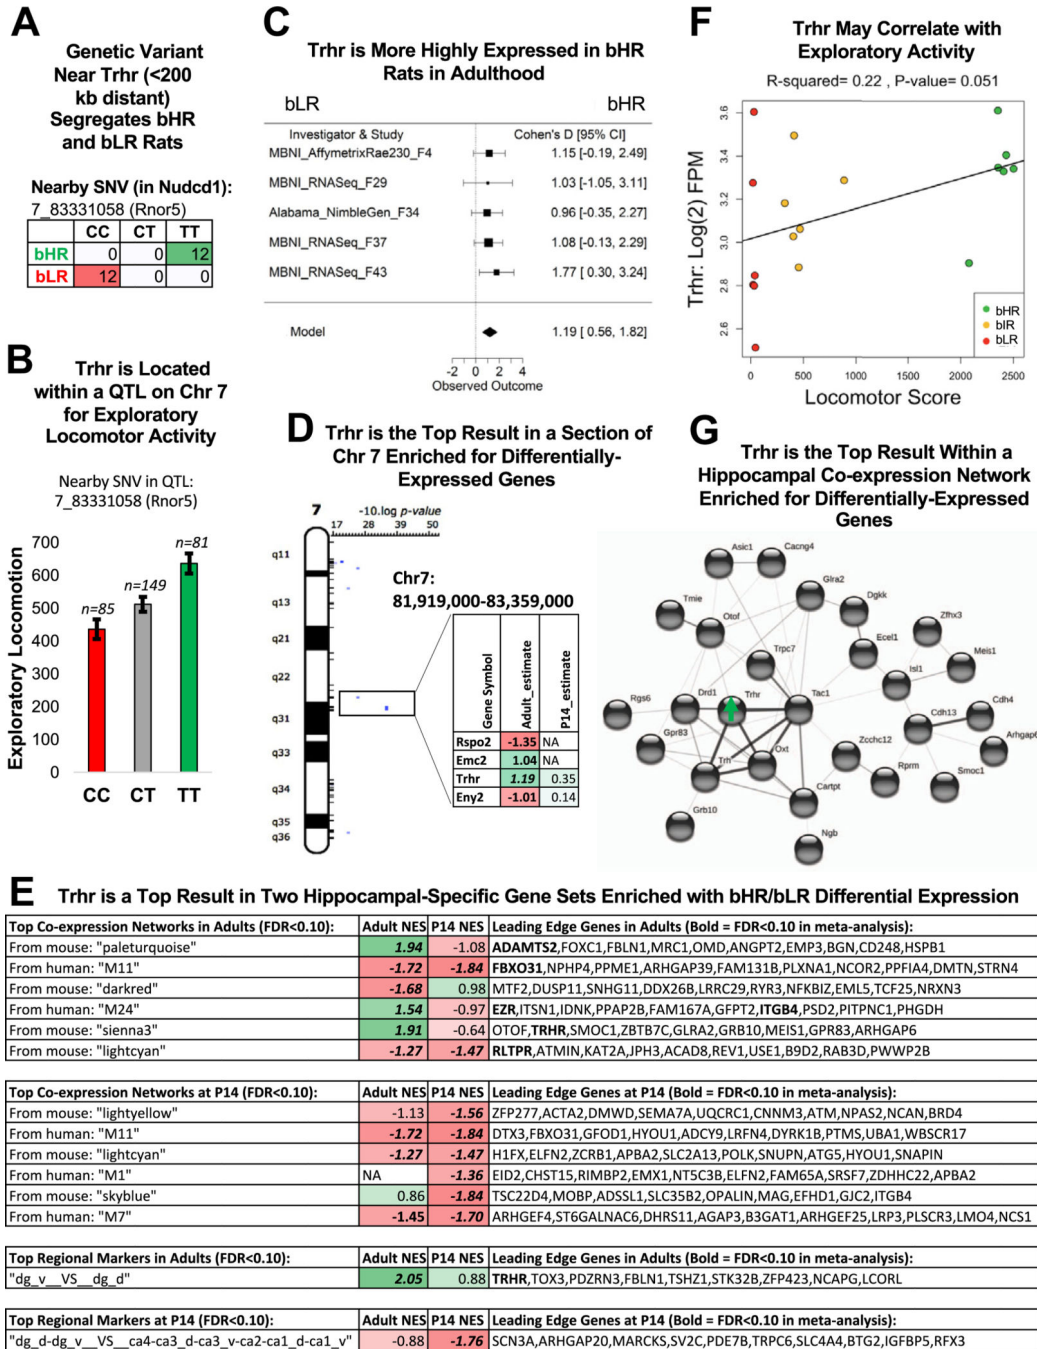 A
Genetic Variant
Near Trhr (<200
kb distant)
Segregates bHR
and bLR Rats
Nearby SNV (in Nudcd1):
7_83331058 (Rnor5)
CC CT TT
bHR 0 0 12
bLR 12 0 0
B
Trhr is Located
within a QTL on Chr 7
for Exploratory
Locomotor Activity
Nearby SNV in QTL:
7_83331058 (Rnor5)
Exploratory Locomotion
700
600
500
400
300
200
100
0
n=85
n=149
n=81
CC CT TT
C
Trhr is More Highly Expressed in bHR
Rats in Adulthood
bLR bHR
Investigator & Study Cohen's D [95% CI]
MBNI_AffymetrixRae230_F4 1.15 [-0.19, 2.49]
MBNI_RNASeq_F29 1.03 [-1.05, 3.11]
Alabama_NimbleGen_F34 0.96 [-0.35, 2.27]
MBNI_RNASeq_F37 1.08 [-0.13, 2.29]
MBNI_RNASeq_F43 1.77 [ 0.30, 3.24]
Model 1.19 [ 0.56, 1.82]
-4 -2 0 2 4
Observed Outcome
D
Trhr is the Top Result in a Section of
Chr 7 Enriched for Differentially-
Expressed Genes
7
-10.log p-value
17 28 39 50
q11
q13
q21
q22
q31
q33
q34
q35
q36
Chr7:
81,919,000-83,359,000
Gene Symbol Adult_estimate P14_estimate
Rspo2 -1.35 NA
Emc2 1.04 NA
Trhr 1.19 0.35
Eny2 -1.01 0.14
F
Trhr May Correlate with
Exploratory Activity
R-squared= 0.22 , P-value= 0.051
Trhr: Log(2) FPM
3.6
3.4
3.2
3.0
2.8
2.6
0 500 1000 1500 2000 2500
Locomotor Score
bHR
bIR
bLR
G
Trhr is the Top Result Within a
Hippocampal Co-expression Network
Enriched for Differentially-Expressed
Genes
Asic1
Cacng4
Glra2
Dgkk
Tmie
Otof
Zfhx3
Ecel1
Trpc7
Isl1
Meis1
Rgs6
Drd1
Trhr
Tac1
Cdh4
Cdh13
Gpr83
Arhgap6
Oxt
Zcchc12
Trh
Rprm
Smoc1
Cartpt
Grb10
Ngb
E
Trhr is a Top Result in Two Hippocampal-Specific Gene Sets Enriched with bHR/bLR Differential Expression
Top Co-expression Networks in Adults (FDR<0.10): Adult NES P14 NES Leading Edge Genes in Adults (Bold = FDR<0.10 in meta-analysis):
From mouse: "paleturquoise" 1.94 -1.08 ADAMTS2,FOXC1,FBLN1,MRC1,OMD,ANGPT2,EMP3,BGN,CD248,HSPB1
From human: "M11" -1.72 -1.84 FBXO31,NPHP4,PPME1,ARHGAP39,FAM131B,PLXNA1,NCOR2,PPFIA4,DMTN,STRN4
From mouse: "darkred" -1.68 0.98 MTF2,DUSP11,SNHG11,DDX26B,LRRC29,RYR3,NFKBIZ,EML5,TCF25,NRXN3
From human: "M24" 1.54 -0.97 EZR,ITSN1,IDNK,PPAP2B,FAM167A,GFPT2,ITGB4,PSD2,PITPNC1,PHGDH
From mouse: "sienna3" 1.91 -0.64 OTOF,TRHR,SMOC1,ZBTB7C,GLRA2,GRB10,MEIS1,GPR83,ARHGAP6
From mouse: "lightcyan" -1.27 -1.47 RLTPR,ATMIN,KAT2A,JPH3,ACAD8,REV1,USE1,B9D2,RAB3D,PWWP2B
Top Co-expression Networks at P14 (FDR<0.10): Adult NES P14 NES Leading Edge Genes at P14 (Bold = FDR<0.10 in meta-analysis):
From mouse: "lightyellow" -1.13 -1.56 ZFP277,ACTA2,DMWD,SEMA7A,UQCRC1,CNNM3,ATM,NPAS2,NCAN,BRD4
From human: "M11" -1.72 -1.84 DTX3,FBXO31,GFOD1,HYOU1,ADCY9,LRFN4,DYRK1B,PTMS,UBA1,WBSCR17
From mouse: "lightcyan" -1.27 -1.47 H1FX,ELFN2,ZCRB1,APBA2,SLC2A13,POLK,SNUPN,ATG5,HYOU1,SNAPIN
From human: "M1" NA -1.36 EID2,CHST15,RIMBP2,EMX1,NT5C3B,ELFN2,FAM65A,SRSF7,ZDHHC22,APBA2
From mouse: "skyblue" 0.86 -1.84 TSC22D4,MOBP,ADSSL1,SLC35B2,OPALIN,MAG,EFHD1,GJC2,ITGB4
From human: "M7" -1.45 -1.70 ARHGEF4,ST6GALNAC6,DHRS11,AGAP3,B3GAT1,ARHGEF25,LRP3,PLSCR3,LMO4,NCS1
Top Regional Markers in Adults (FDR<0.10): Adult NES P14 NES Leading Edge Genes in Adults (Bold = FDR<0.10 in meta-analysis):
"dg_v__VS__dg_d" 2.05 0.88 TRHR,TOX3,PDZRN3,FBLN1,TSHZ1,STK32B,ZFP423,NCAPG,LCORL
Top Regional Markers at P14 (FDR<0.10): Adult NES P14 NES Leading Edge Genes at P14 (Bold = FDR<0.10 in meta-analysis):
"dg_d-dg_v__VS__ca4-ca3_d-ca3_v-ca2-ca1_d-ca1_v" -0.88 -1.76 SCN3A,ARHGAP20,MARCKS,SV2C,PDE7B,TRPC6,SLC4A4,BTG2,IGFBP5,RFX3